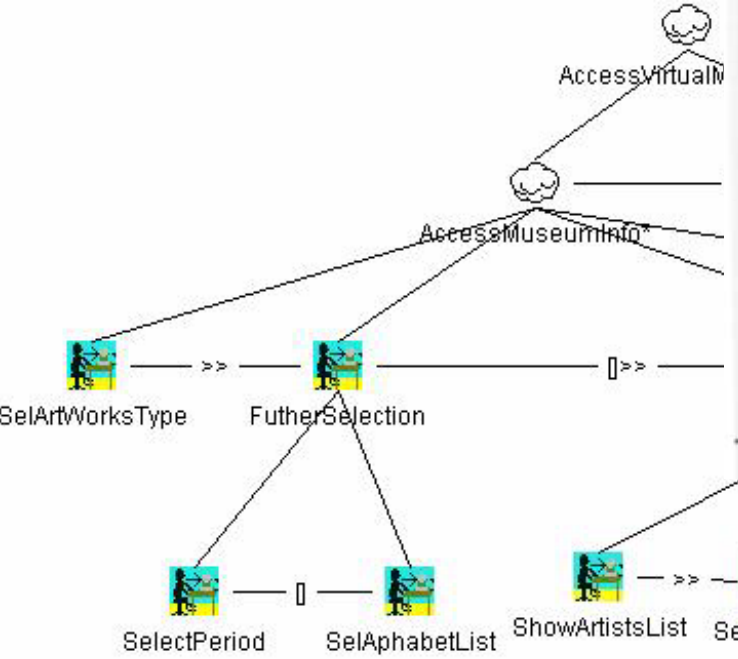 AccessVirtualM
AccessMuseumInfo*
>>
[]>>
SelArtWorksType
FutherSelection
[]
>>
SelectPeriod
SelAphabetList
ShowArtistsList
Se